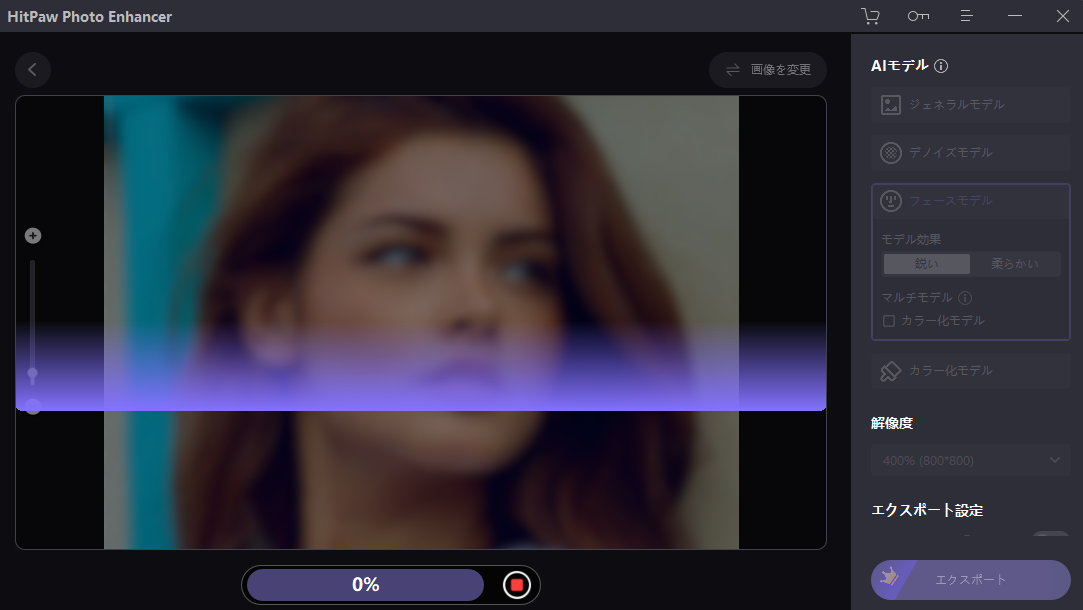 HitPaw Photo Enhancer
画像を変更
AIモデル
ジェネラルモデル
デノイズモデル
フェースモデル
モデル効果
鋭い 柔らかい
マルチモデル
カラー化モデル
カラー化モデル
解像度
400% (800*800)
エクスポート設定
エクスポート
0%